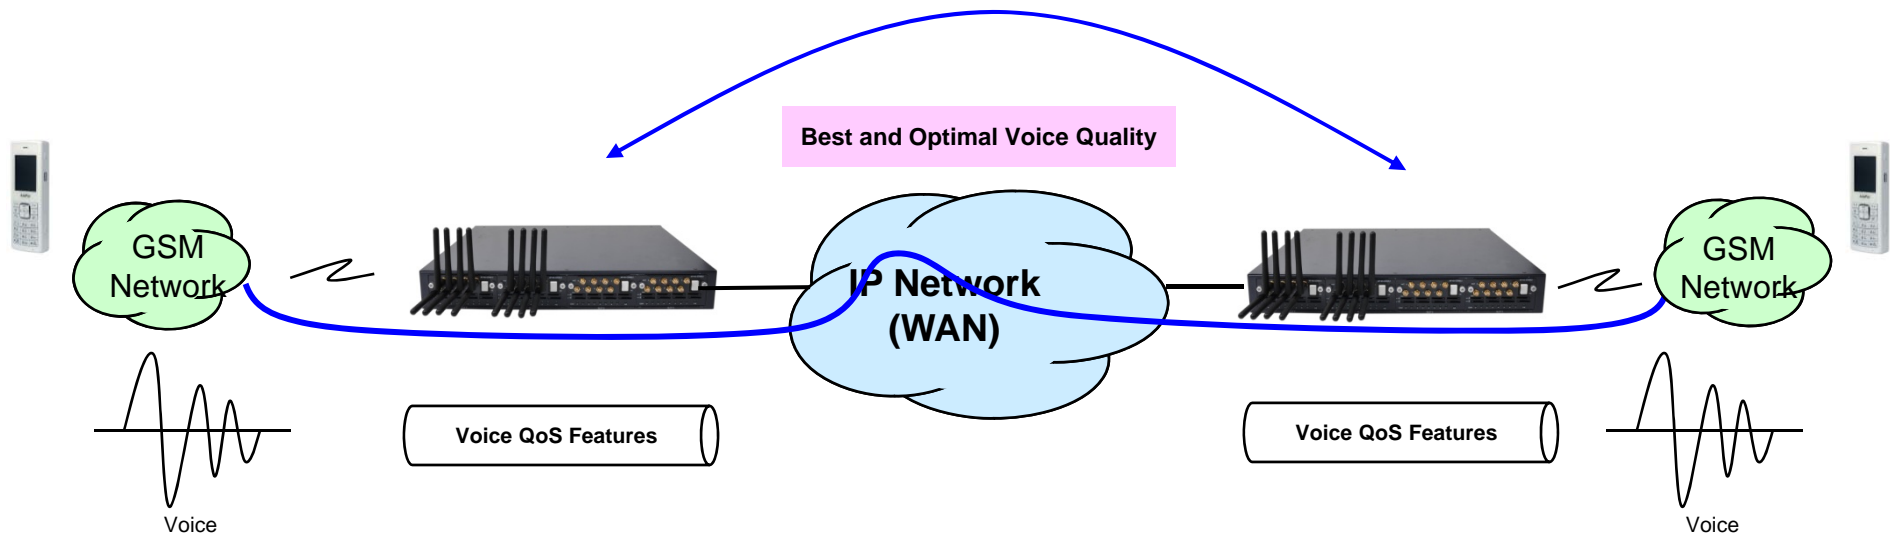 Best and Optimal Voice Quality
GSM
Network
IP Network
(WAN)
GSM
Network
Voice QoS Features
Voice QoS Features
Voice
Voice